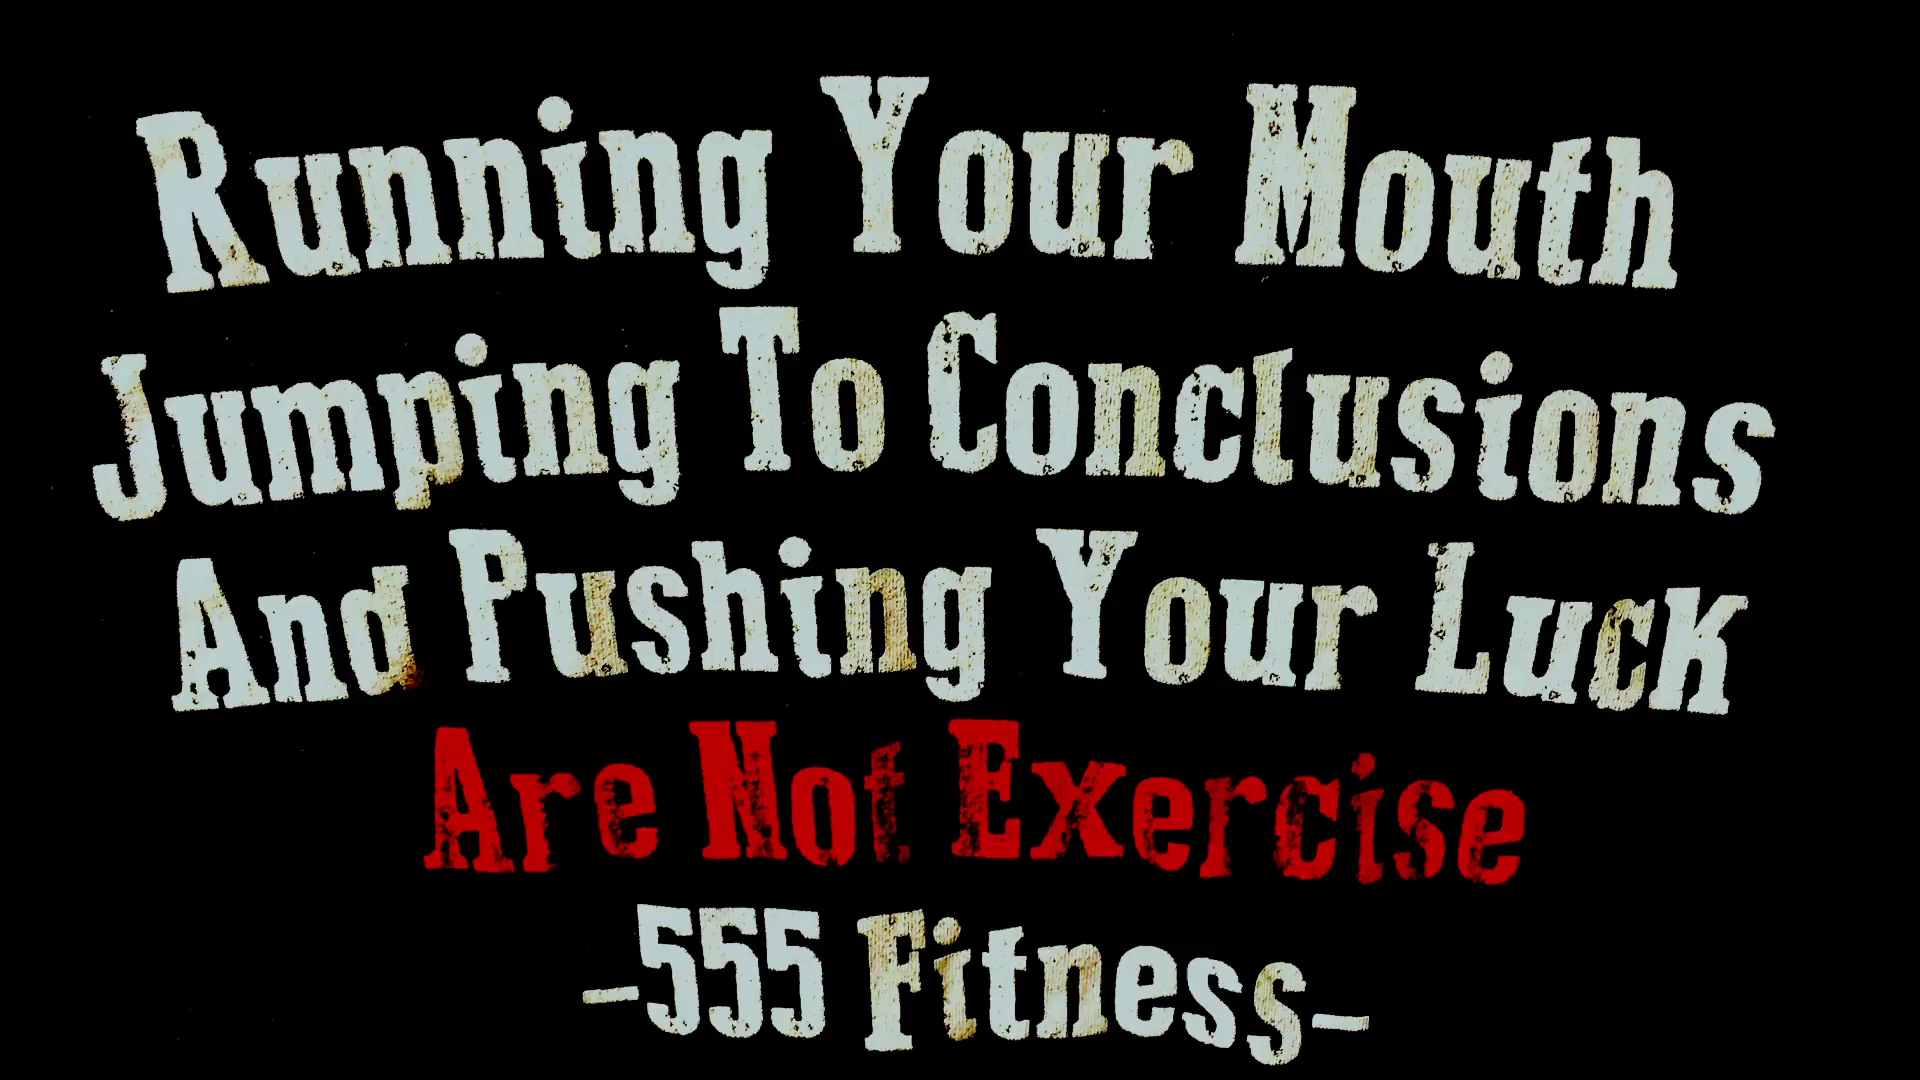 Running Your Mouth
Jumping To Conclusions
And Pushing Your Luck
Are Not Exercise
-555 Fitness-